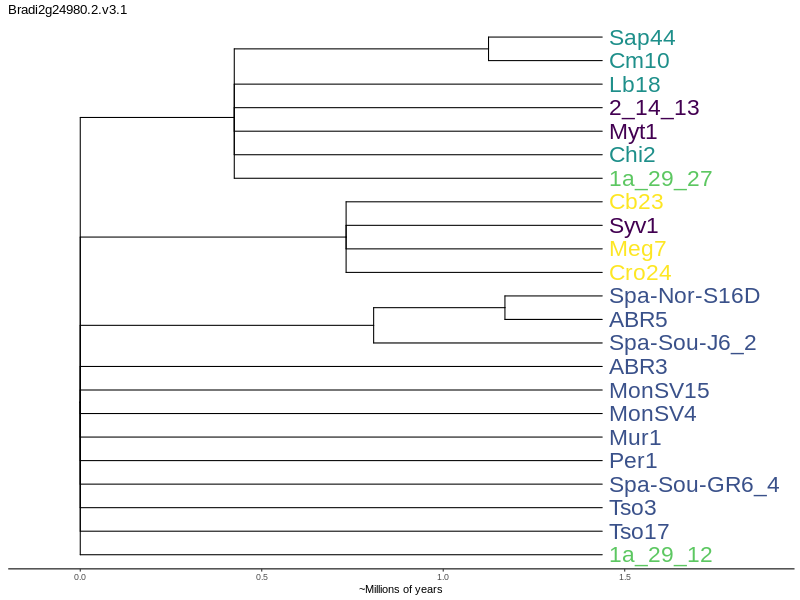 Bradi2g24980.2.v3.1
Sap44
Cm10
Lb18
2_14_13
Myt1
Chi2
1a_29_27
Cb23
Syv1
Meg7
Cro24
Spa-Nor-S16D
ABR5
Spa-Sou-J6_2
ABR3
MonSV15
MonSV4
Mur1
Per1
Spa-Sou-GR6_4
Tso3
Tso17
1a_29_12
0.0 0.5 1.0 1.5
~Millions of years